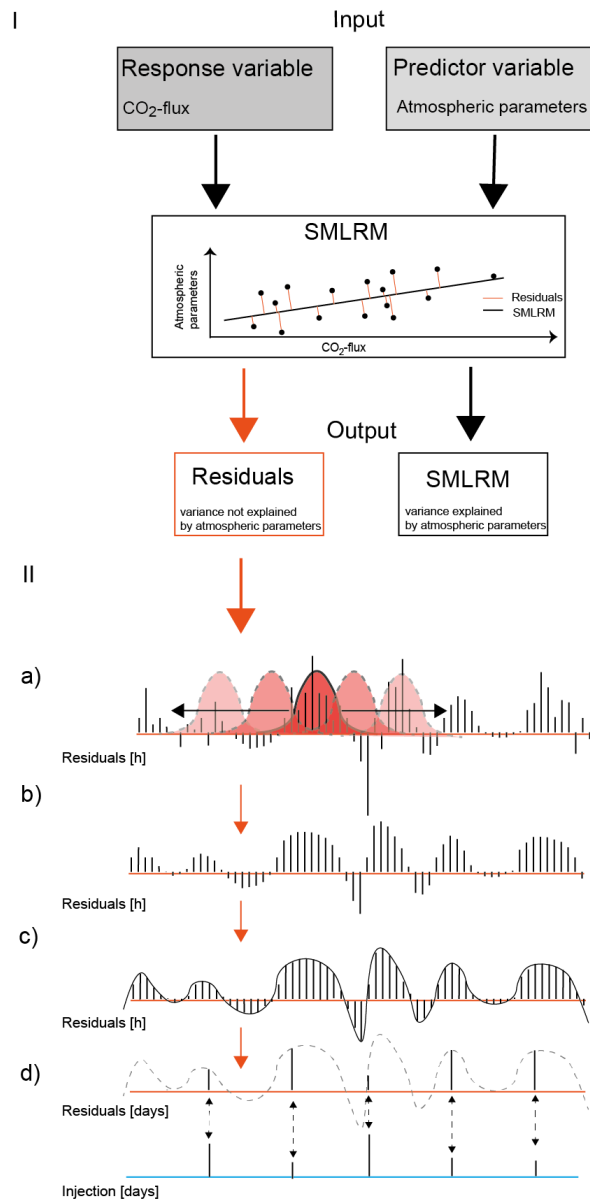 I
Input
Response variable
CO2-flux
Predictor variable
Atmospheric parameters
SMLRM
Atmospheric
parameters
CO2-flux
Residuals
SMLRM
Output
Residuals
variance not explained
by atmospheric parameters
SMLRM
variance explained
by atmospheric parameters
II
a)
Residuals [h]
b)
Residuals [h]
c)
Residuals [h]
d)
Residuals [days]
Injection [days]